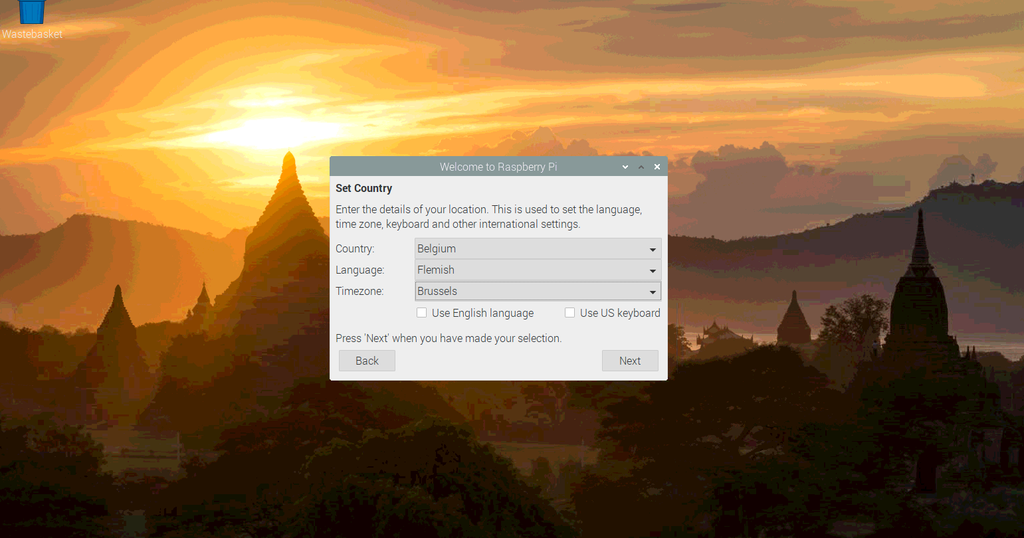 Wastebasket
Welcome to Raspberry Pi
Set Country
Enter the details of your location. This is used to set the language,
time zone, keyboard and other international settings.
Country: Belgium
Language: Flemish
Timezone: Brussels
Use English language Use US keyboard
Press 'Next' when you have made your selection.
Back Next